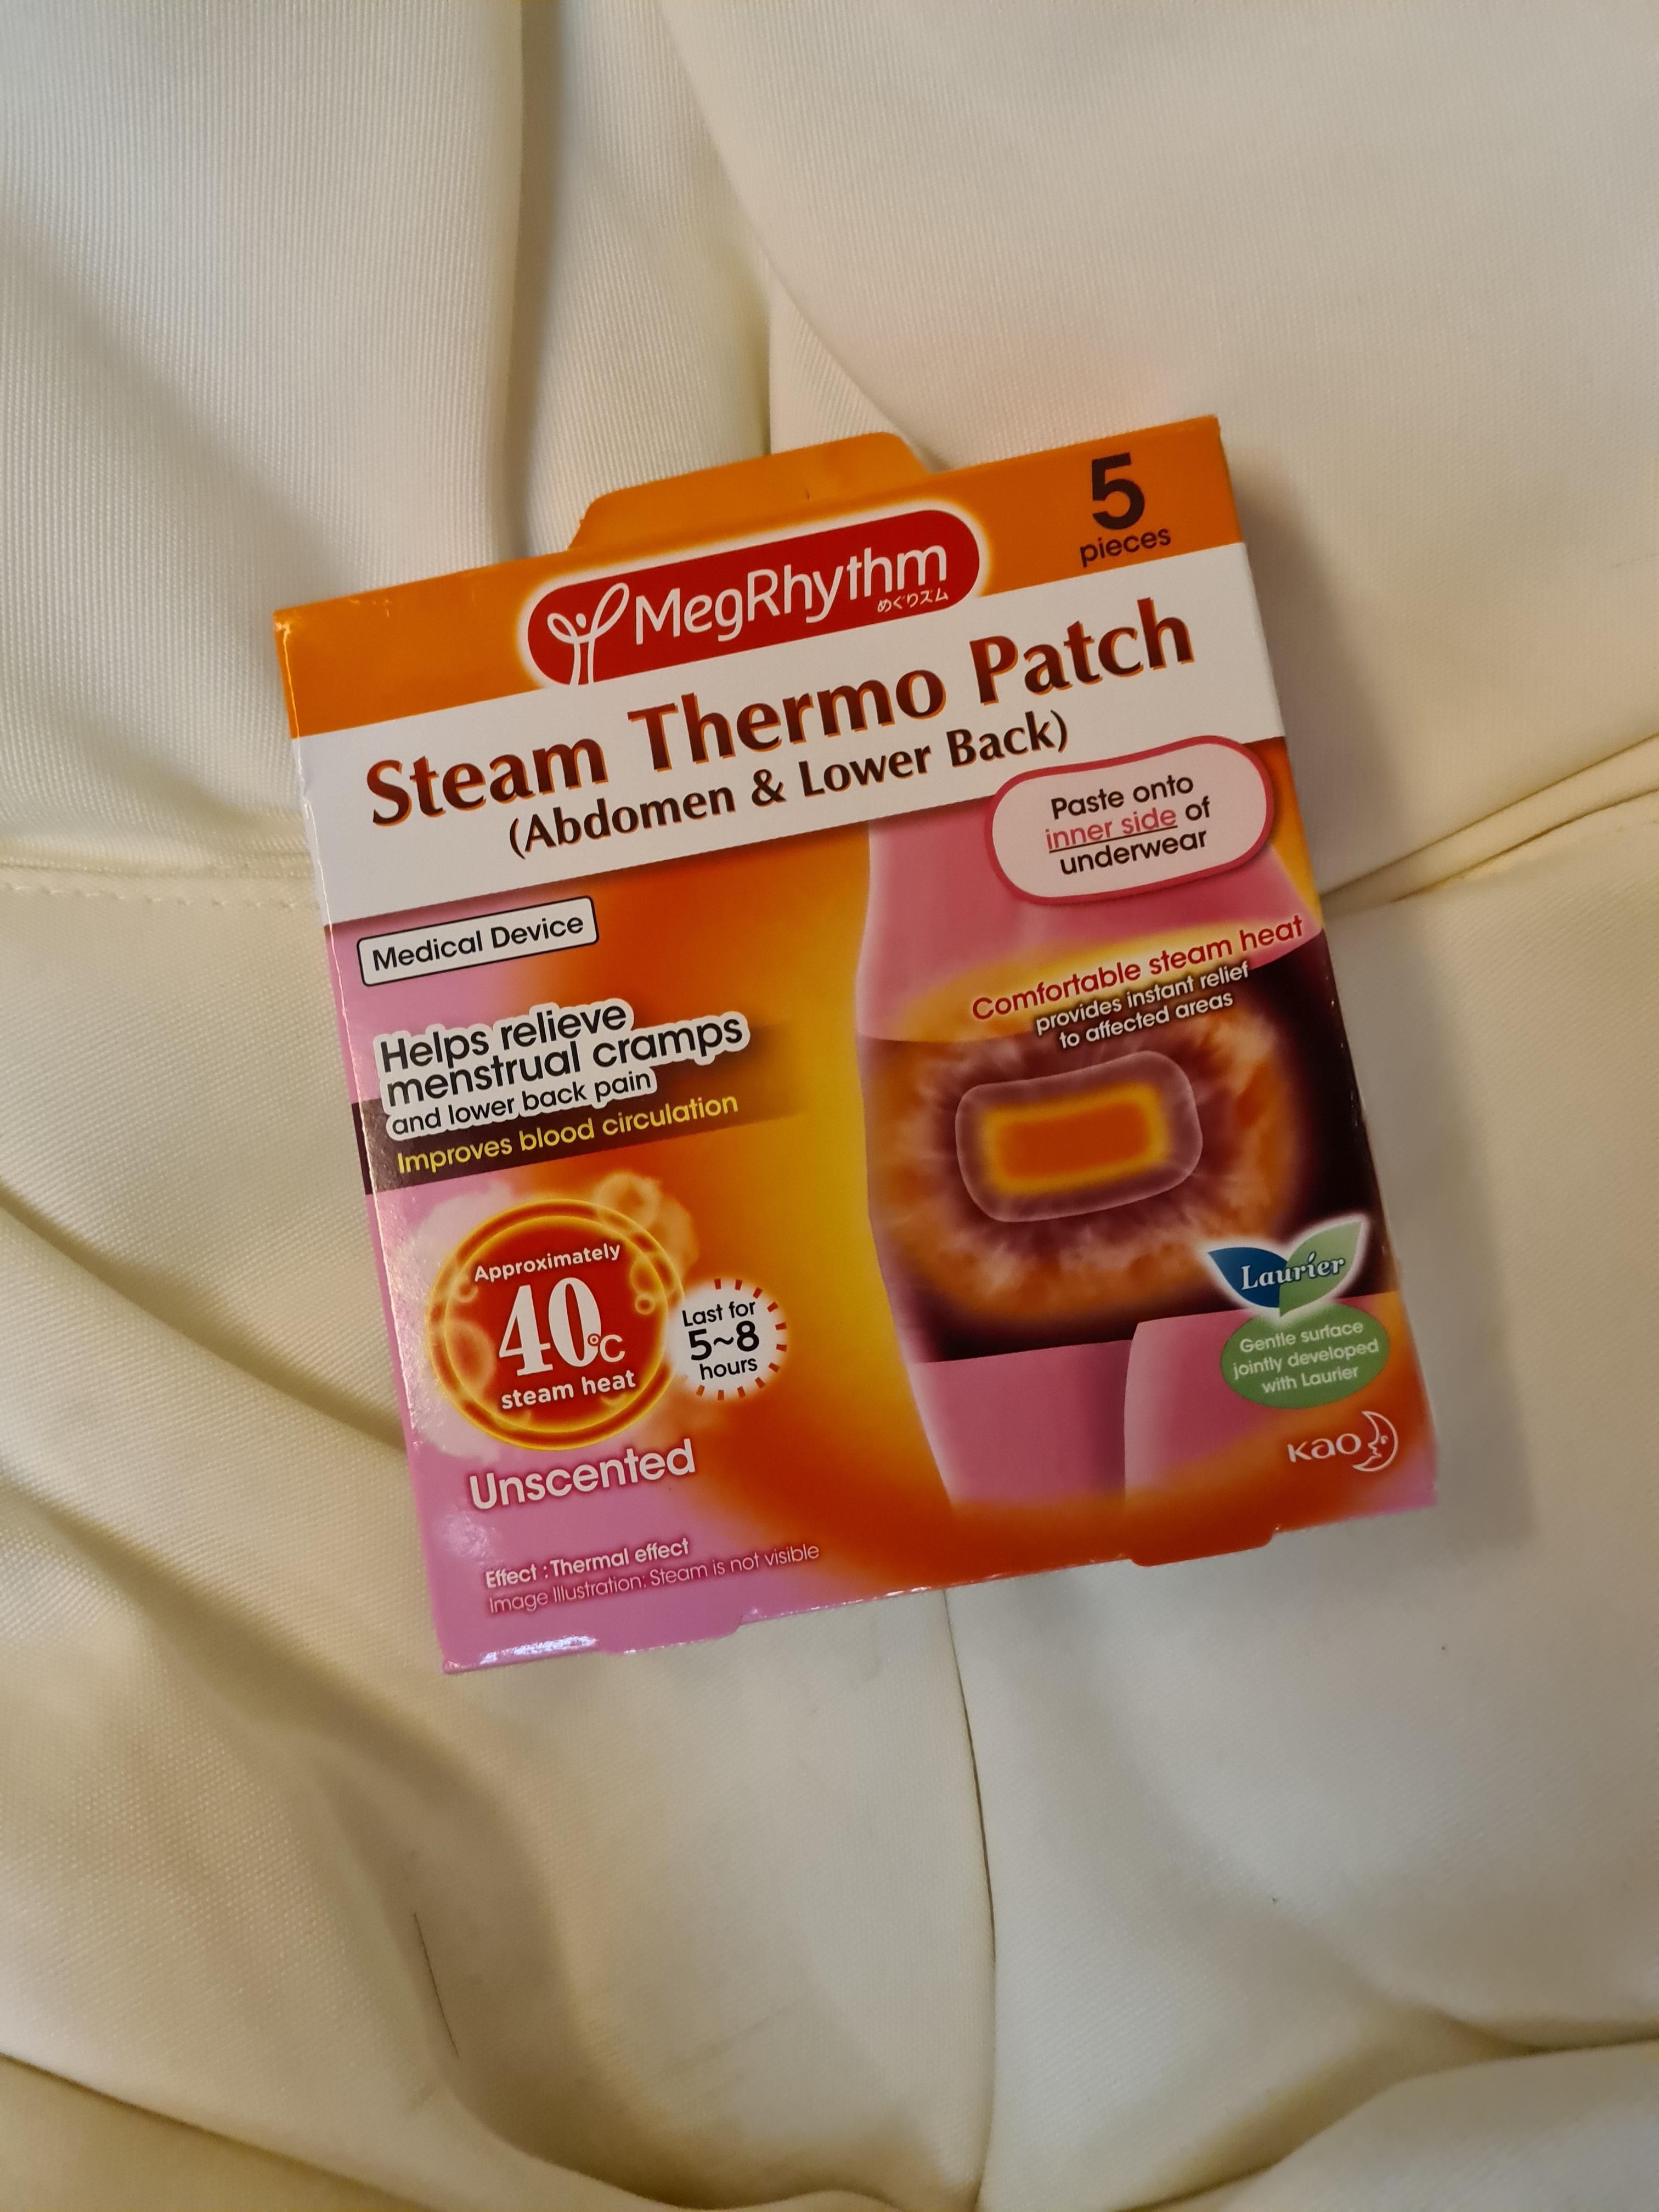 5
pieces
MegRhythm
めぐりズム
Steam Thermo Patch
(Abdomen & Lower Back)
Paste onto
inner side of
underwear
Medical Device
Comfortable steam heat
provides instant relief
to affected areas
Helps relieve
menstrual cramps
and lower back pain
Improves blood circulation
Approximately
40°C
steam heat
Last for
5~8
hours
Laurier
Gentle surface
jointly developed
with Laurier
Kao
Unscented
Effect : Thermal effect
Image Illustration: Steam is not visible